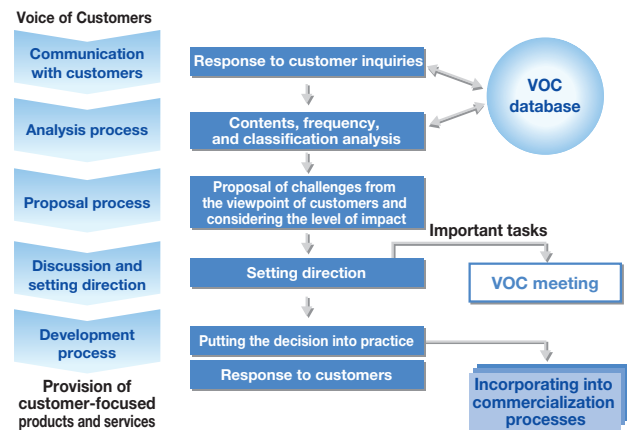 Voice of Customers
Communication
with customers
Analysis process
Proposal process
Discussion and
setting direction
Development
process
Provision of
customer-focused
products and services
Response to customer inquiries
Contents, frequency,
and classification analysis
Proposal of challenges from
the viewpoint of customers and
considering the level of impact
Setting direction
Putting the decision into practice
Response to customers
VOC
database
Important tasks
VOC meeting
Incorporating into
commercialization
processes